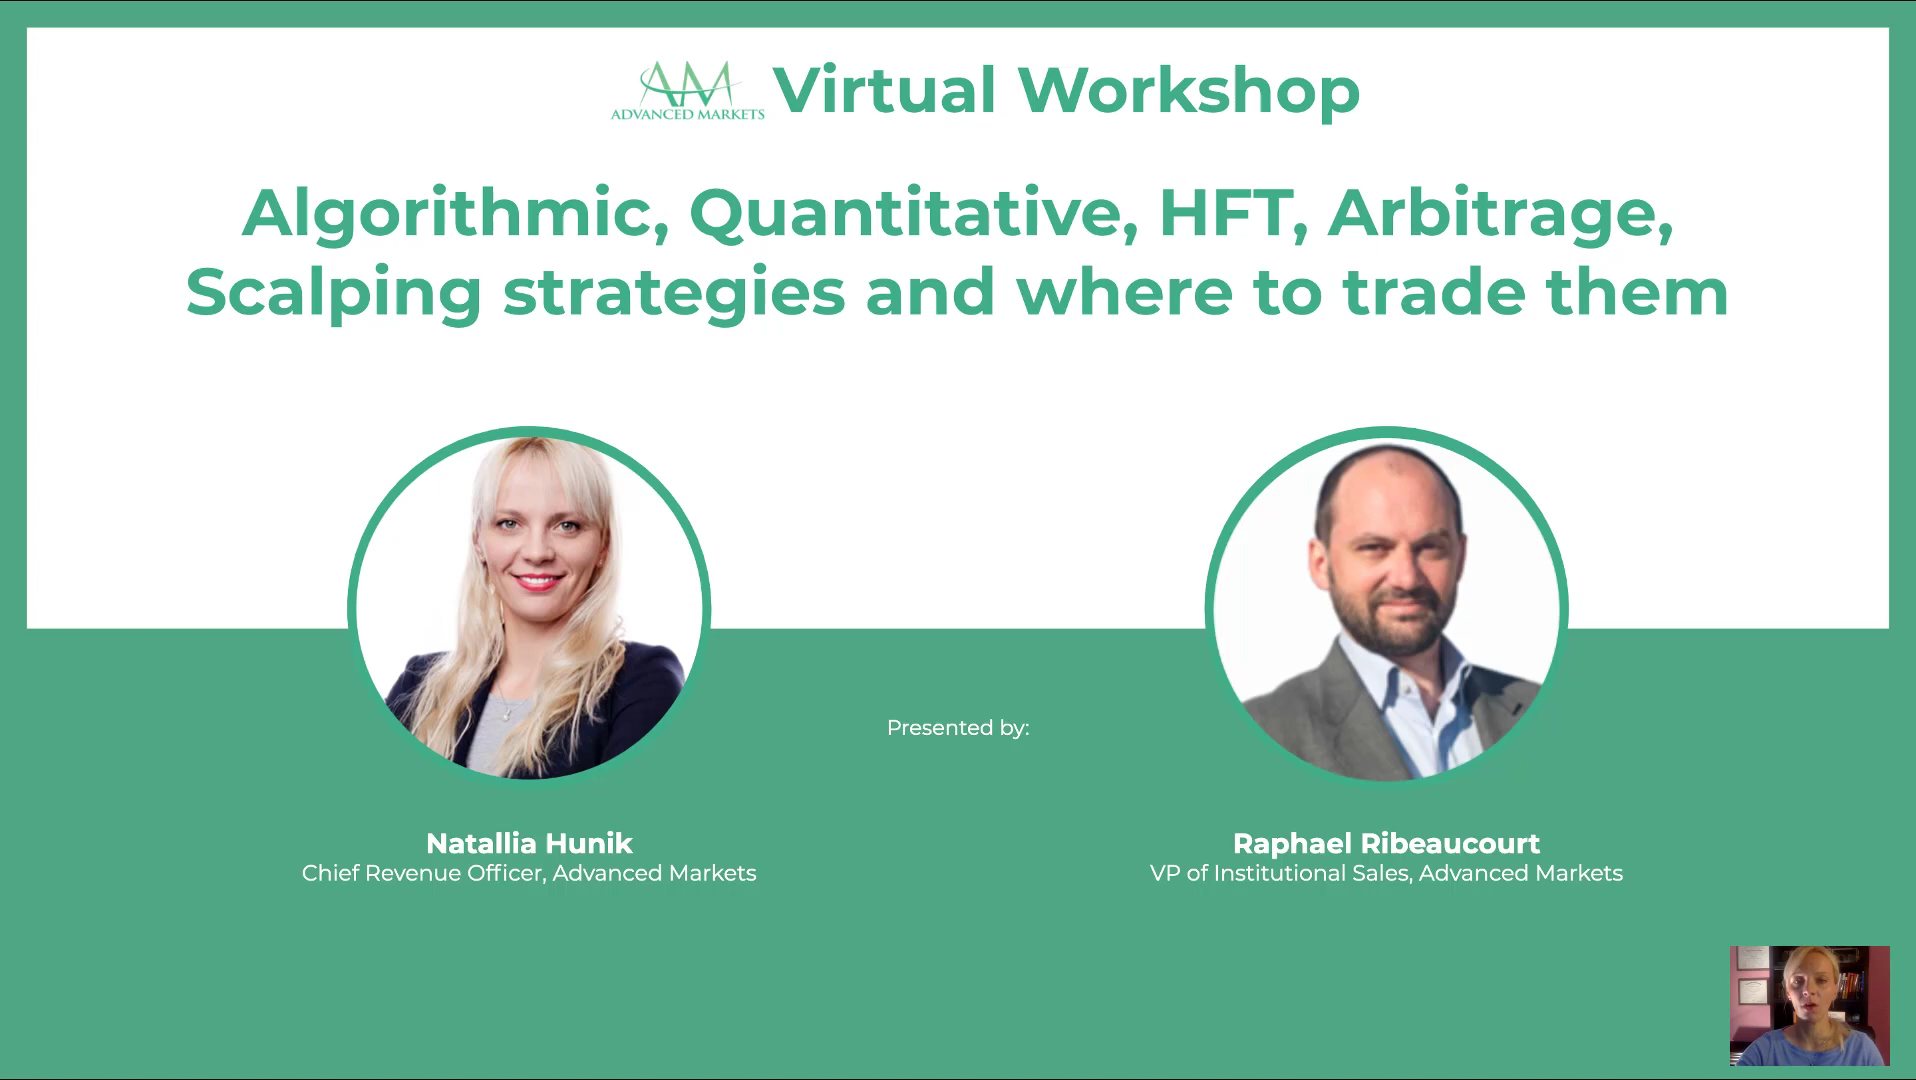 ADVANCED MARKETS
Virtual Workshop
Algorithmic, Quantitative, HFT, Arbitrage,
Scalping strategies and where to trade them
Presented by:
Natallia Hunik
Chief Revenue Officer, Advanced Markets
Raphael Ribeaucourt
VP of Institutional Sales, Advanced Markets